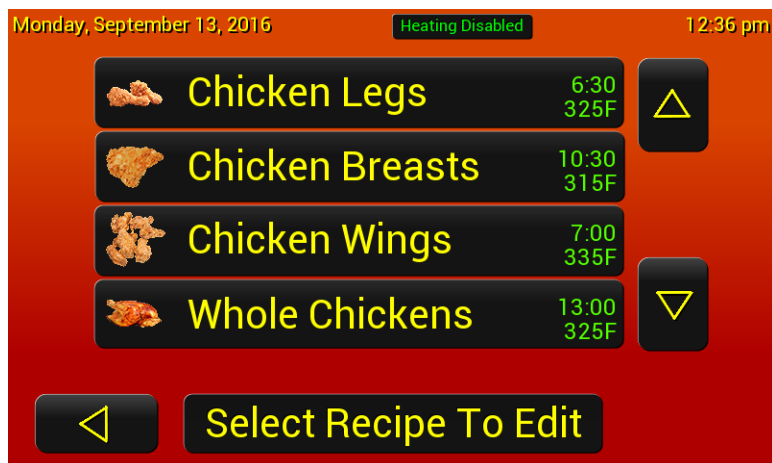 Monday, September 13, 2016 Heating Disabled 12:36 pm
Chicken Legs 6:30
325F
Chicken Breasts 10:30
315F
Chicken Wings 7:00
335F
Whole Chickens 13:00
325F
Select Recipe To Edit